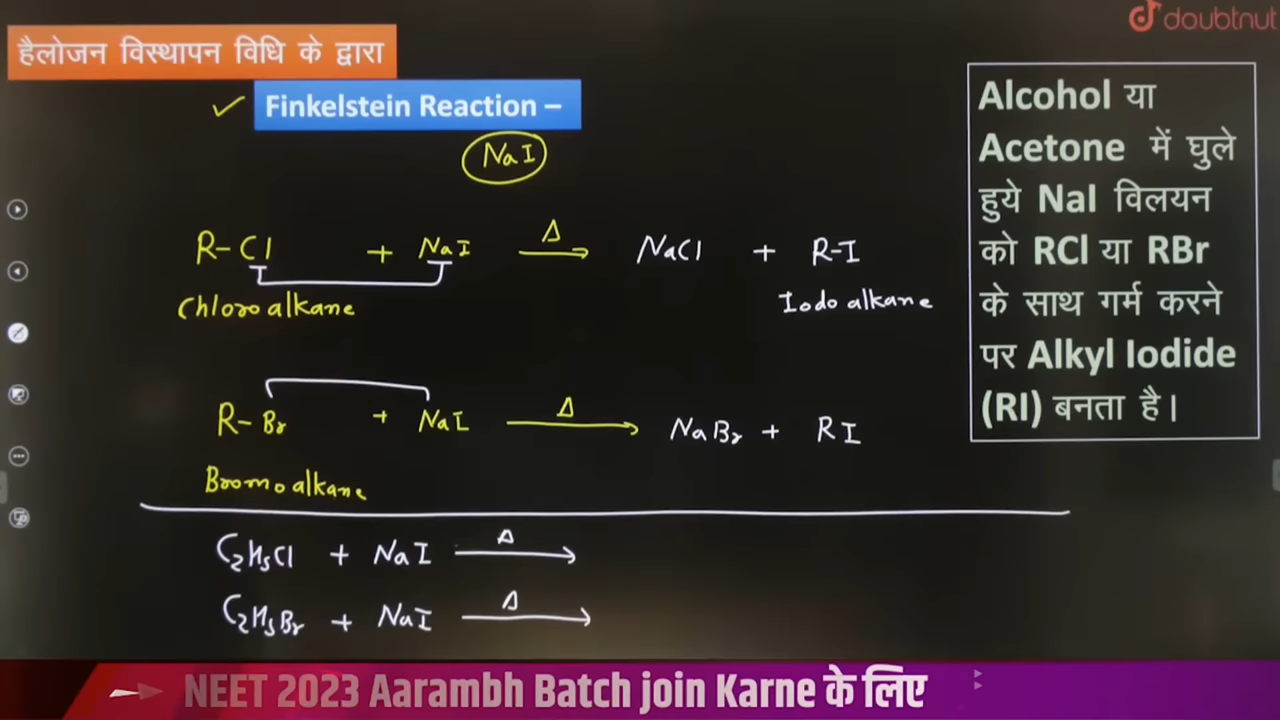 doubtnut
हैलोजन विस्थापन विधि के द्वारा
✓ Finkelstein Reaction –
NaI
R-Cl + NaI Δ→ NaCl + R-I
Chloroalkane Iodoalkane
R-Br + NaI Δ→ NaBr + RI
Bromoalkane
C₂H₅Cl + NaI Δ→
C₂H₅Br + NaI Δ→
Alcohol या
Acetone में घुले
हुये NaI विलयन
को RCl या RBr
के साथ गर्म करने
पर Alkyl Iodide
(RI) बनता है।
NEET 2023 Aarambh Batch join Karne के लिए